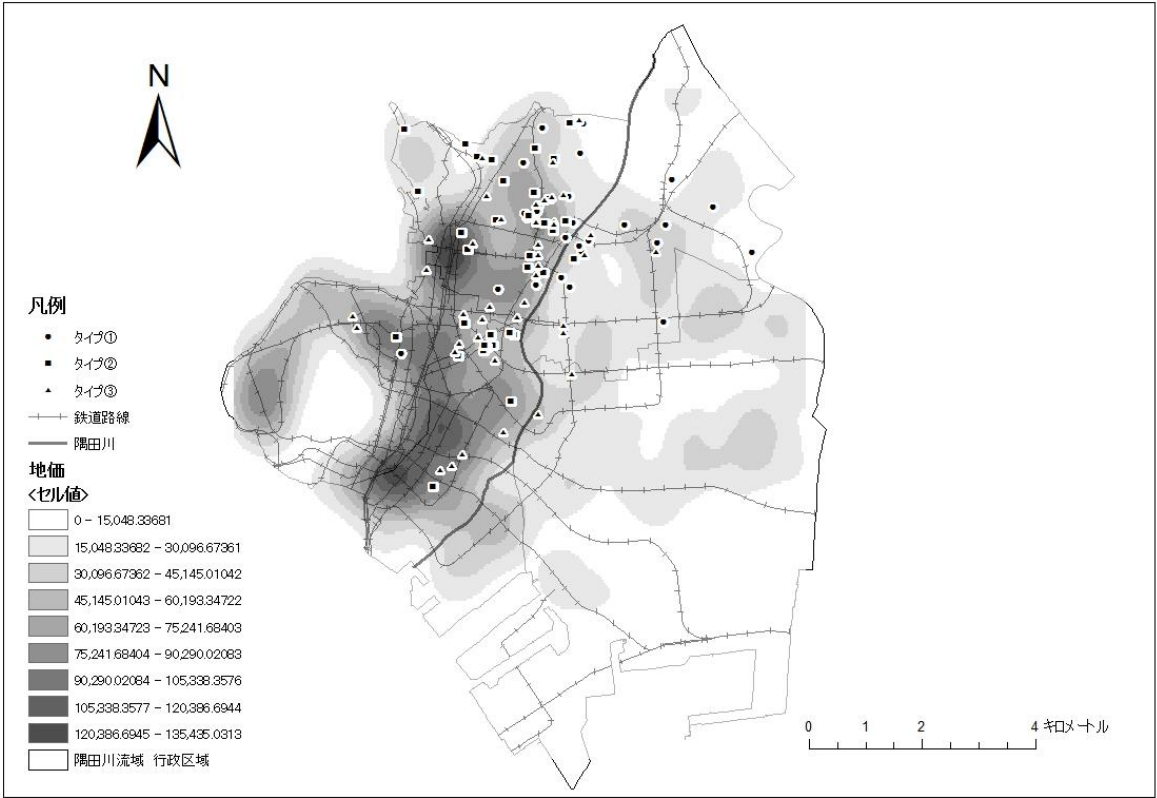 N
凡例
タイプ①
タイプ②
タイプ③
鉄道路線
隅田川
地価
<セル値>
0 - 15,048.33681
15,048.33682 - 30,096.67361
30,096.67362 - 45,145.01042
45,145.01043 - 60,193.34722
60,193.34723 - 75,241.68403
75,241.68404 - 90,290.02083
90,290.02084 - 105,338.3576
105,338.3577 - 120,386.6944
120,386.6945 - 135,435.0313
隅田川流域 行政区域
0 1 2 4 キロメートル